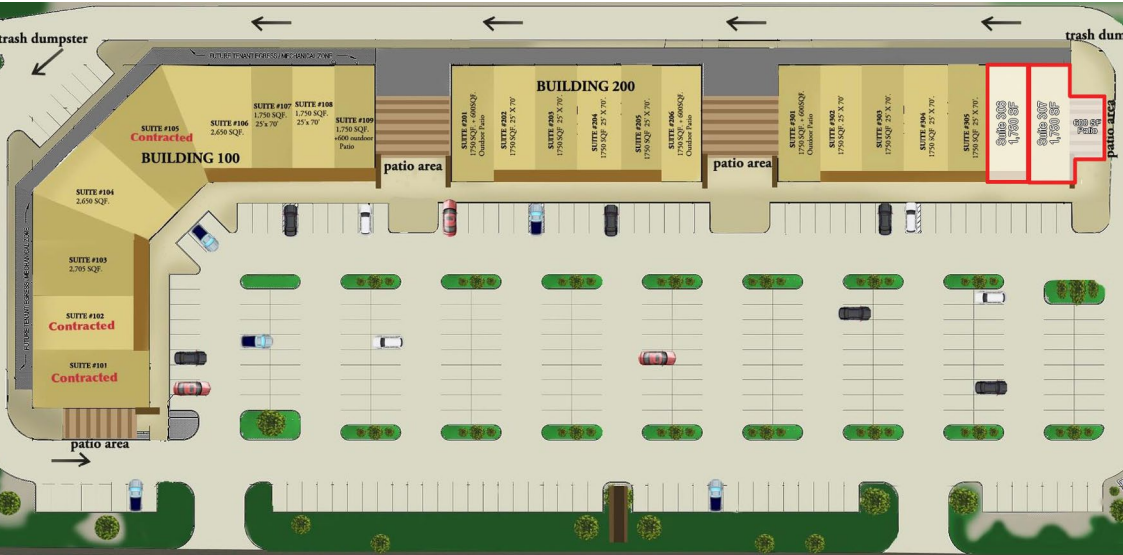 trash dumpster
trash dum
FUTURE TENANT EGRESS / MECHANICAL ZONE
SUITE #107
1,750 SQF.
25'x 70'
SUITE #108
1,750 SQF.
25'x 70'
SUITE #106
2,650 SQF.
SUITE #109
1,750 SQF.
+600 outdoor
Patio
SUITE #105
Contracted
BUILDING 100
SUITE #104
2,650 SQF.
SUITE #103
2,705 SQF.
SUITE #102
Contracted
SUITE #101
Contracted
FUTURE TENANT EGRESS / MECHANICAL ZONE
patio area
patio area
BUILDING 200
SUITE #201
1750 SQF. + 600SQF.
Outdoor Patio
SUITE #202
1750 SQF. 25' X 70'.
SUITE #203
1750 SQF. 25' X 70'.
SUITE #204
1750 SQF. 25' X 70'.
SUITE #205
1750 SQF. 25' X 70'.
SUITE #206
1750 SQF. + 600SQF.
Oudoor Patio
patio area
SUITE #301
1750 SQF. + 600SQF.
Outdoor Patio
SUITE #302
1750 SQF. 25' X 70'.
SUITE #303
1750 SQF. 25' X 70'.
SUITE #304
1750 SQF. 25' X 70'.
SUITE #305
1750 SQF. 25' X 70'.
1,750 SF
Suite 307
1,750 SF
600 SF
Patio
patio area